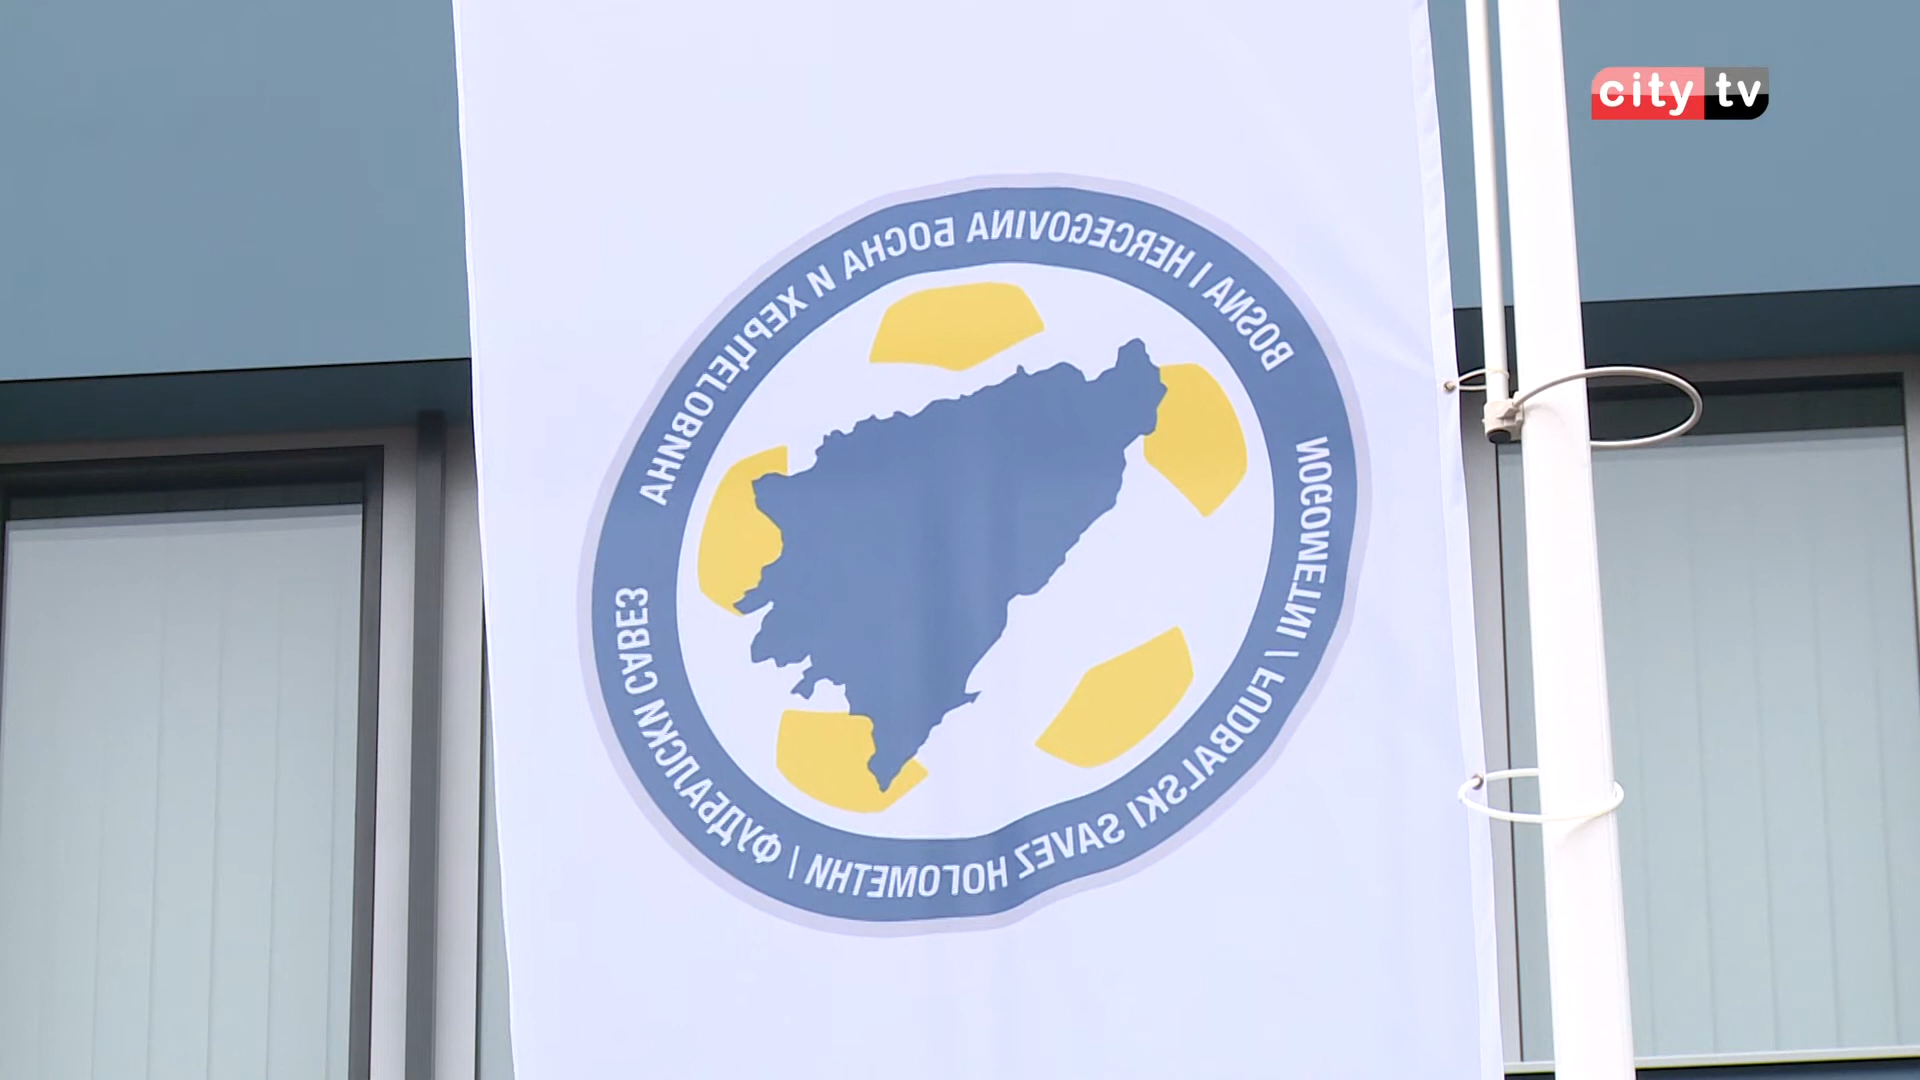 city tv
BOSNA I HERCEGOVINA БОСНА И ХЕРЦЕГОВИНА
NOGOMETNI / FUDBALSKI SAVEZ НОГОМЕТНИ | ФУДБАЛСКИ САВЕЗ